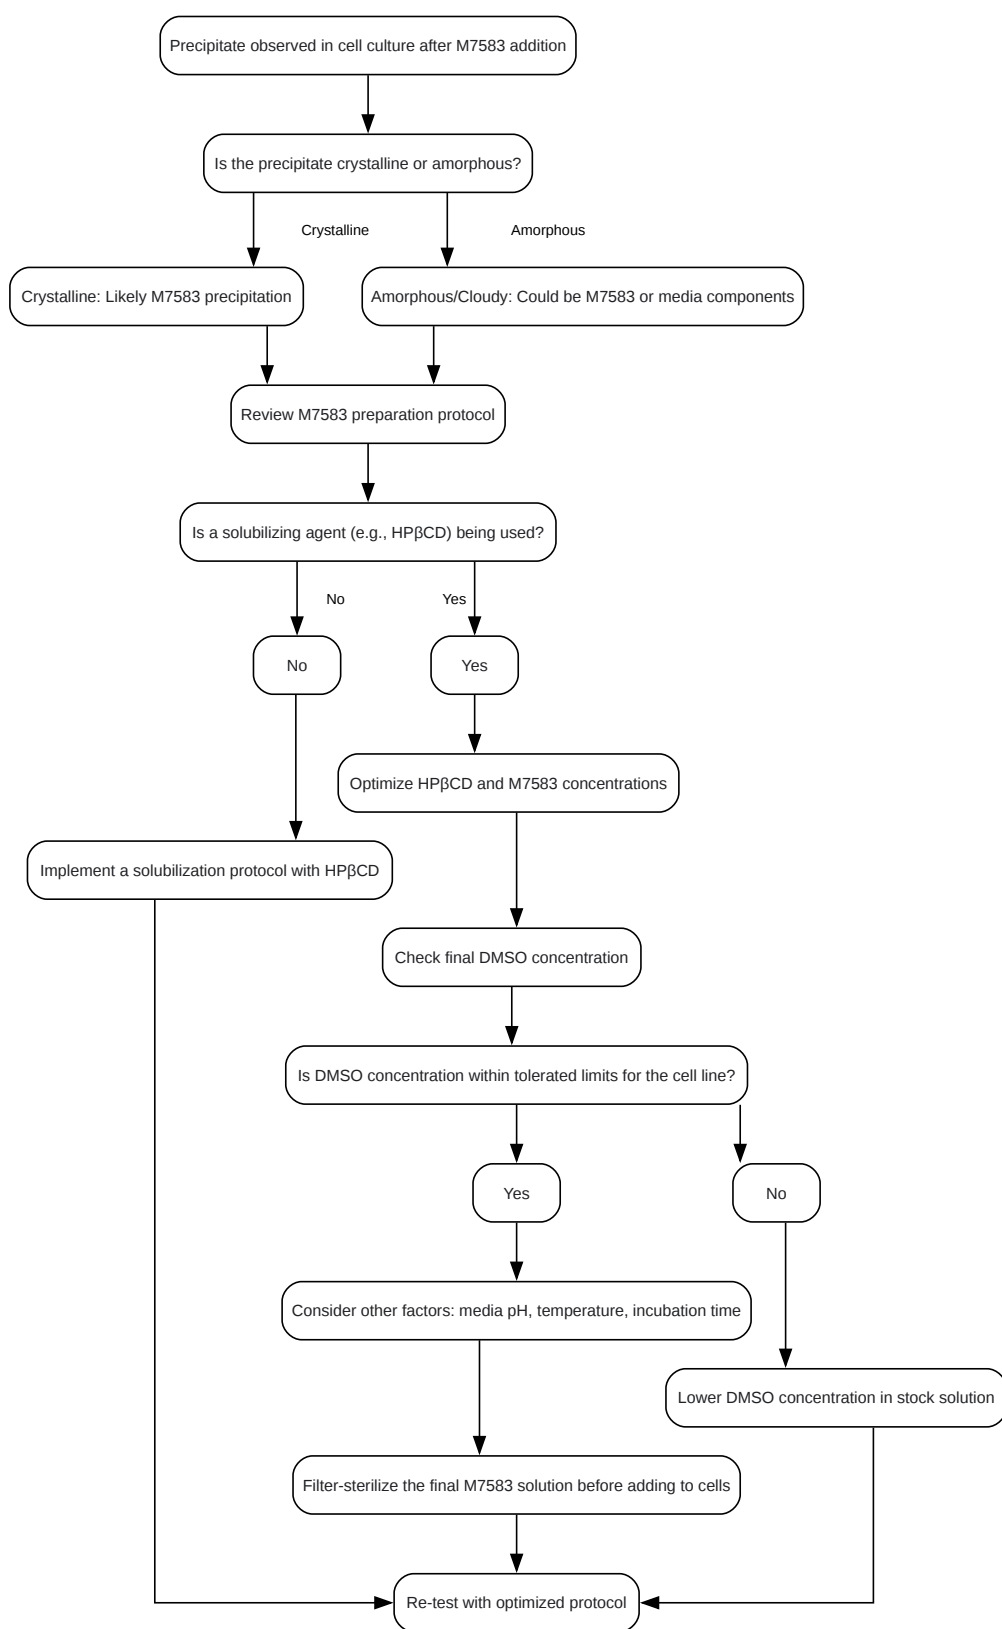 Precipitate observed in cell culture after M7583 addition
Is the precipitate crystalline or amorphous?
Crystalline
Amorphous
Crystalline: Likely M7583 precipitation
Amorphous/Cloudy: Could be M7583 or media components
Review M7583 preparation protocol
Is a solubilizing agent (e.g., HPβCD) being used?
No
Yes
No
Yes
Optimize HPβCD and M7583 concentrations
Implement a solubilization protocol with HPβCD
Check final DMSO concentration
Is DMSO concentration within tolerated limits for the cell line?
Yes
No
Consider other factors: media pH, temperature, incubation time
Lower DMSO concentration in stock solution
Filter-sterilize the final M7583 solution before adding to cells
Re-test with optimized protocol